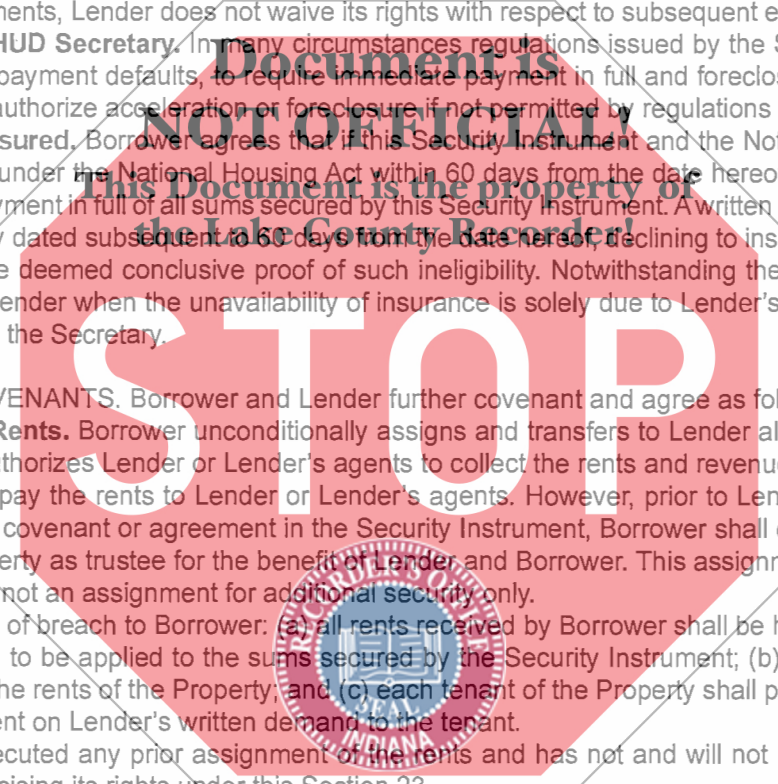 ments, Lender does not waive its rights with respect to subsequent e
HUD Secretary. In many circumstances regulations issued by the S
payment defaults, to require immediate payment in full and foreclos
Document is
authorize acceleration or foreclosure if not permitted by regulations
NOT OFFICIAL!
sured. Borrower agrees that if this Security Instrument and the Not
under the National Housing Act within 60 days from the date hereo
This Document is the property of
yment in full of all sums secured by this Security Instrument. A written
the Lake County Recorder!
dated subsequent to 60 days from the date hereof, declining to ins
e deemed conclusive proof of such ineligibility. Notwithstanding the
ender when the unavailability of insurance is solely due to Lender's
the Secretary.
STOP
VENANTS. Borrower and Lender further covenant and agree as fol
Rents. Borrower unconditionally assigns and transfers to Lender al
thorizes Lender or Lender's agents to collect the rents and revenue
pay the rents to Lender or Lender's agents. However, prior to Len
covenant or agreement in the Security Instrument, Borrower shall
erty as trustee for the benefit of Lender and Borrower. This assignm
not an assignment for additional security only.
of breach to Borrower: (a) all rents received by Borrower shall be h
to be applied to the sums secured by the Security Instrument; (b)
he rents of the Property; and (c) each tenant of the Property shall p
ent on Lender's written demand to the tenant.
ecuted any prior assignment of the rents and has not and will not
cising its rights under this Section 23.
RECORDER'S OFFICE
SEAL
INDIANA